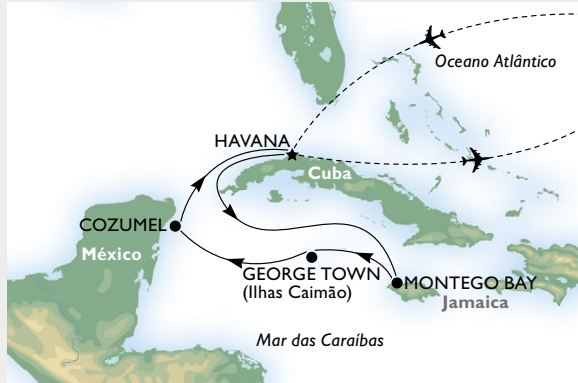 Oceano Atlântico
HAVANA
Cuba
COZUMEL
México
GEORGE TOWN
(Ilhas Caimão)
MONTEGO BAY
Jamaica
Mar das Caraíbas